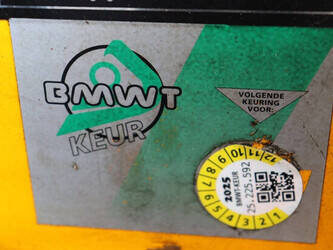 BMWT
KEUR
VOLGENDE
KEURING
VOOR:
2025
BMWT-KEUR
25.225.592
1 2 3 4 5 6 7 8 9 10 11 12